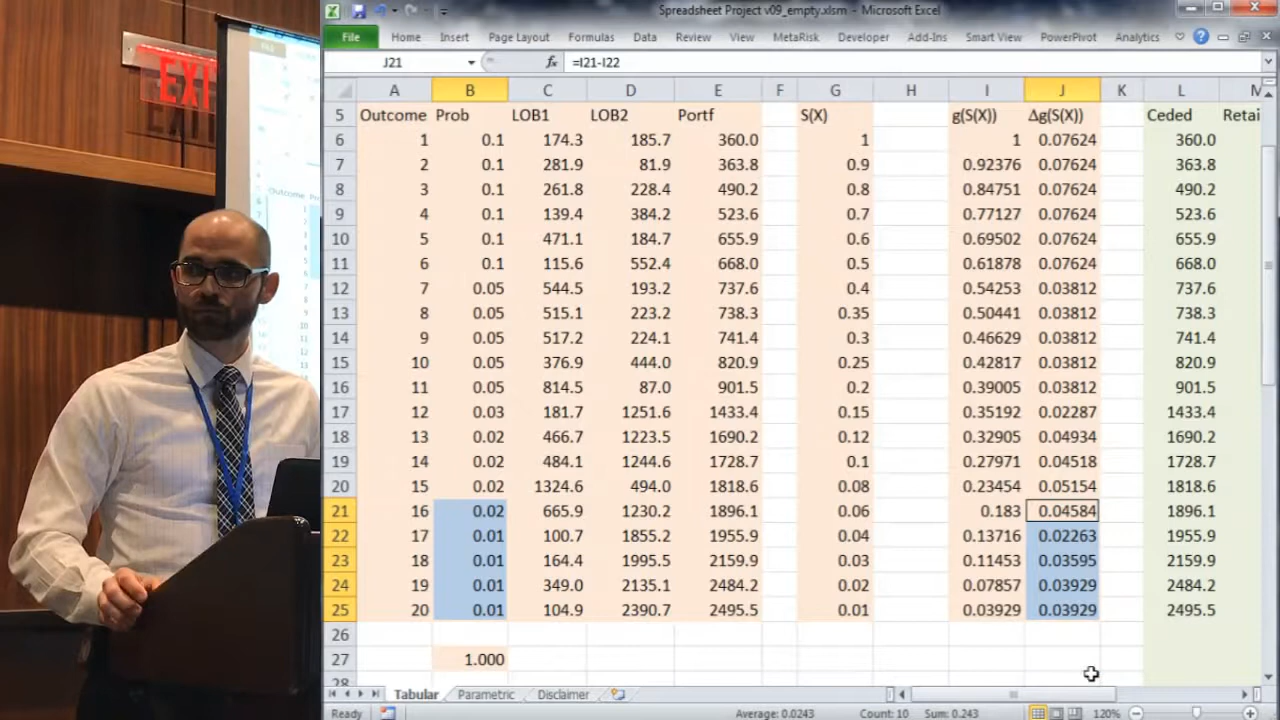 EXIT
Spreadsheet Project v09_empty.xlsm - Microsoft Excel
File Home Insert Page Layout Formulas Data Review View MetaRisk Developer Add-Ins Smart View PowerPivot Analytics
J21 fx =I21-I22
A B C D E F G H I J K L M
5 Outcome Prob LOB1 LOB2 Portf S(X) g(S(X)) Δg(S(X)) Ceded Retai
6 1 0.1 174.3 185.7 360.0 1 1 0.07624 360.0
7 2 0.1 281.9 81.9 363.8 0.9 0.92376 0.07624 363.8
8 3 0.1 261.8 228.4 490.2 0.8 0.84751 0.07624 490.2
9 4 0.1 139.4 384.2 523.6 0.7 0.77127 0.07624 523.6
10 5 0.1 471.1 184.7 655.9 0.6 0.69502 0.07624 655.9
11 6 0.1 115.6 552.4 668.0 0.5 0.61878 0.07624 668.0
12 7 0.05 544.5 193.2 737.6 0.4 0.54253 0.03812 737.6
13 8 0.05 515.1 223.2 738.3 0.35 0.50441 0.03812 738.3
14 9 0.05 517.2 224.1 741.4 0.3 0.46629 0.03812 741.4
15 10 0.05 376.9 444.0 820.9 0.25 0.42817 0.03812 820.9
16 11 0.05 814.5 87.0 901.5 0.2 0.39005 0.03812 901.5
17 12 0.03 181.7 1251.6 1433.4 0.15 0.35192 0.02287 1433.4
18 13 0.02 466.7 1223.5 1690.2 0.12 0.32905 0.04934 1690.2
19 14 0.02 484.1 1244.6 1728.7 0.1 0.27971 0.04518 1728.7
20 15 0.02 1324.6 494.0 1818.6 0.08 0.23454 0.05154 1818.6
21 16 0.02 665.9 1230.2 1896.1 0.06 0.183 0.04584 1896.1
22 17 0.01 100.7 1855.2 1955.9 0.04 0.13716 0.02263 1955.9
23 18 0.01 164.4 1995.5 2159.9 0.03 0.11453 0.03595 2159.9
24 19 0.01 349.0 2135.1 2484.2 0.02 0.07857 0.03929 2484.2
25 20 0.01 104.9 2390.7 2495.5 0.01 0.03929 0.03929 2495.5
26
27 1.000
28
Tabular Parametric Disclaimer
Ready Average: 0.0243 Count: 10 Sum: 0.243 120%